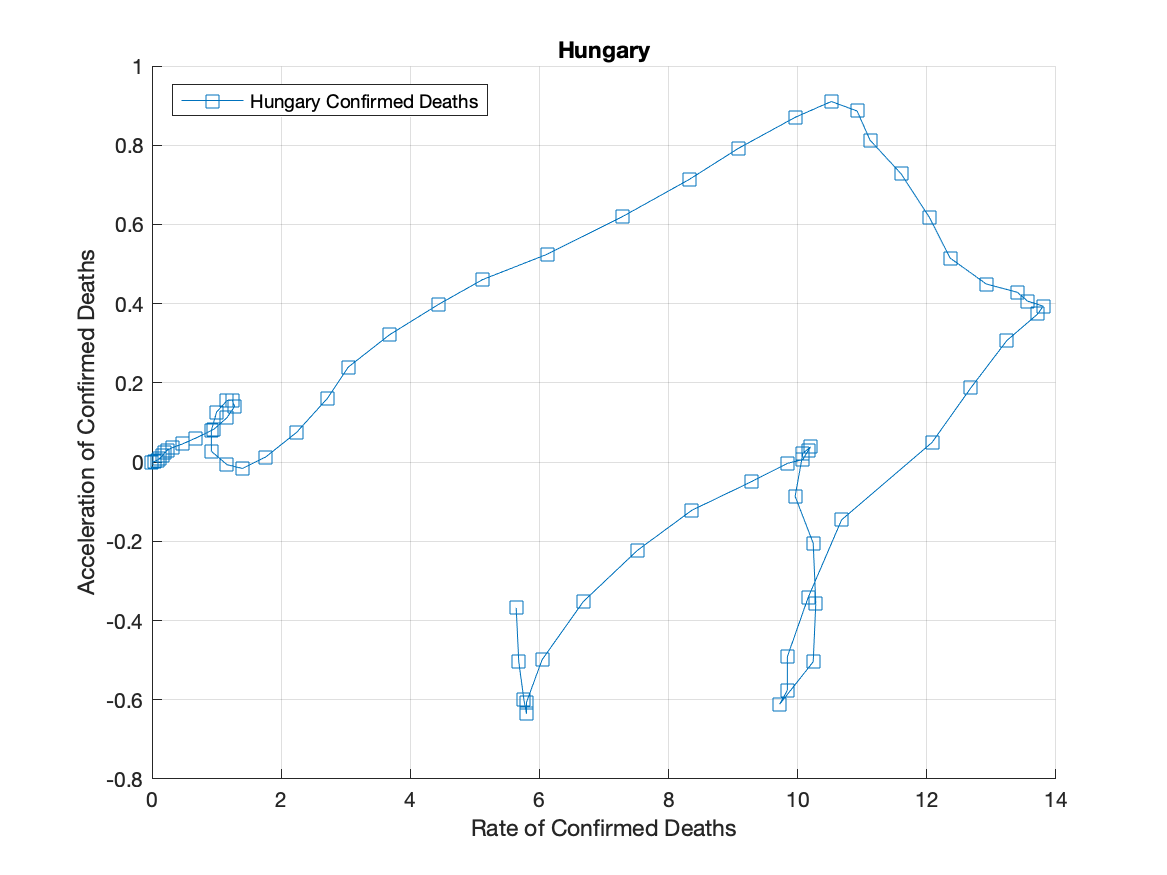 Hungary
Hungary Confirmed Deaths
Acceleration of Confirmed Deaths
1
0.8
0.6
0.4
0.2
0
-0.2
-0.4
-0.6
-0.8
0 2 4 6 8 10 12 14
Rate of Confirmed Deaths